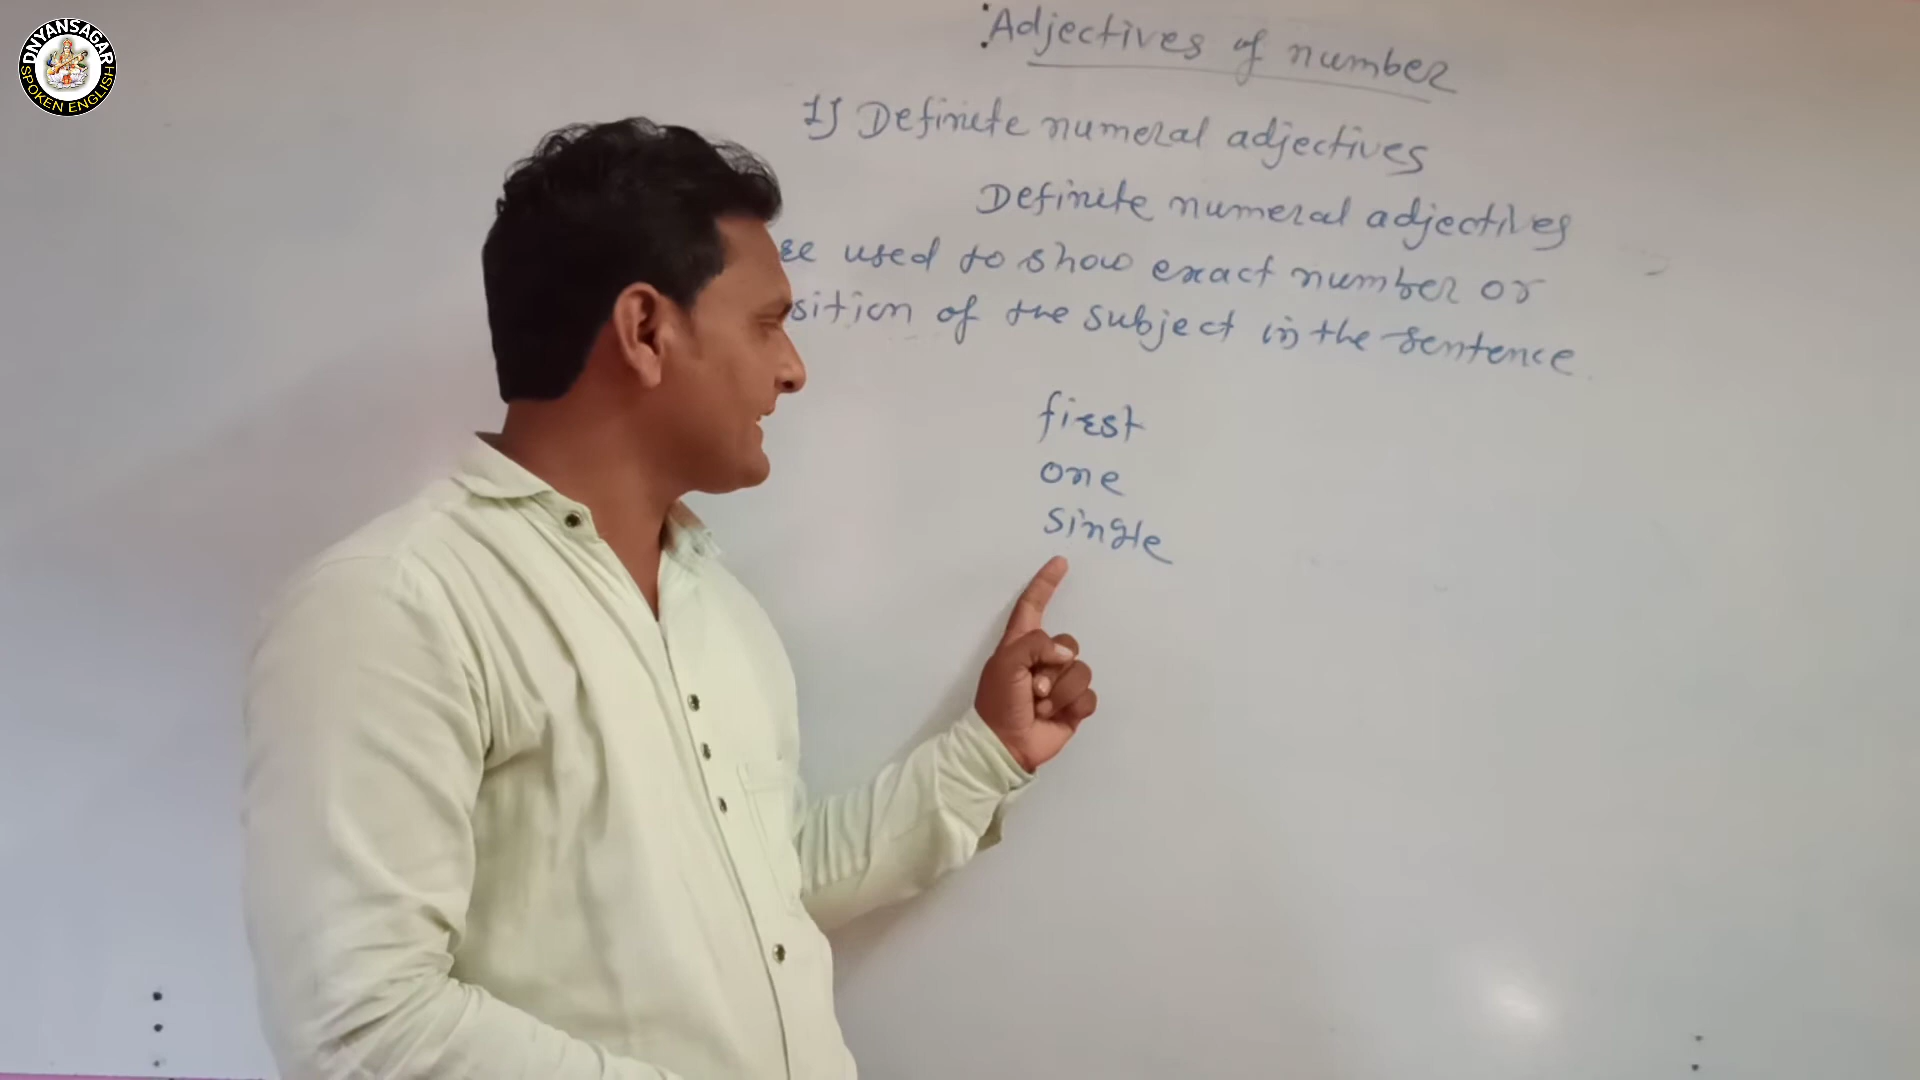 DNYANSAGAR
SPOKEN ENGLISH
Adjectives of number
1) Definite numeral adjectives
Definite numeral adjectives
used to show exact number or
of the subject in the sentence
first
one
single